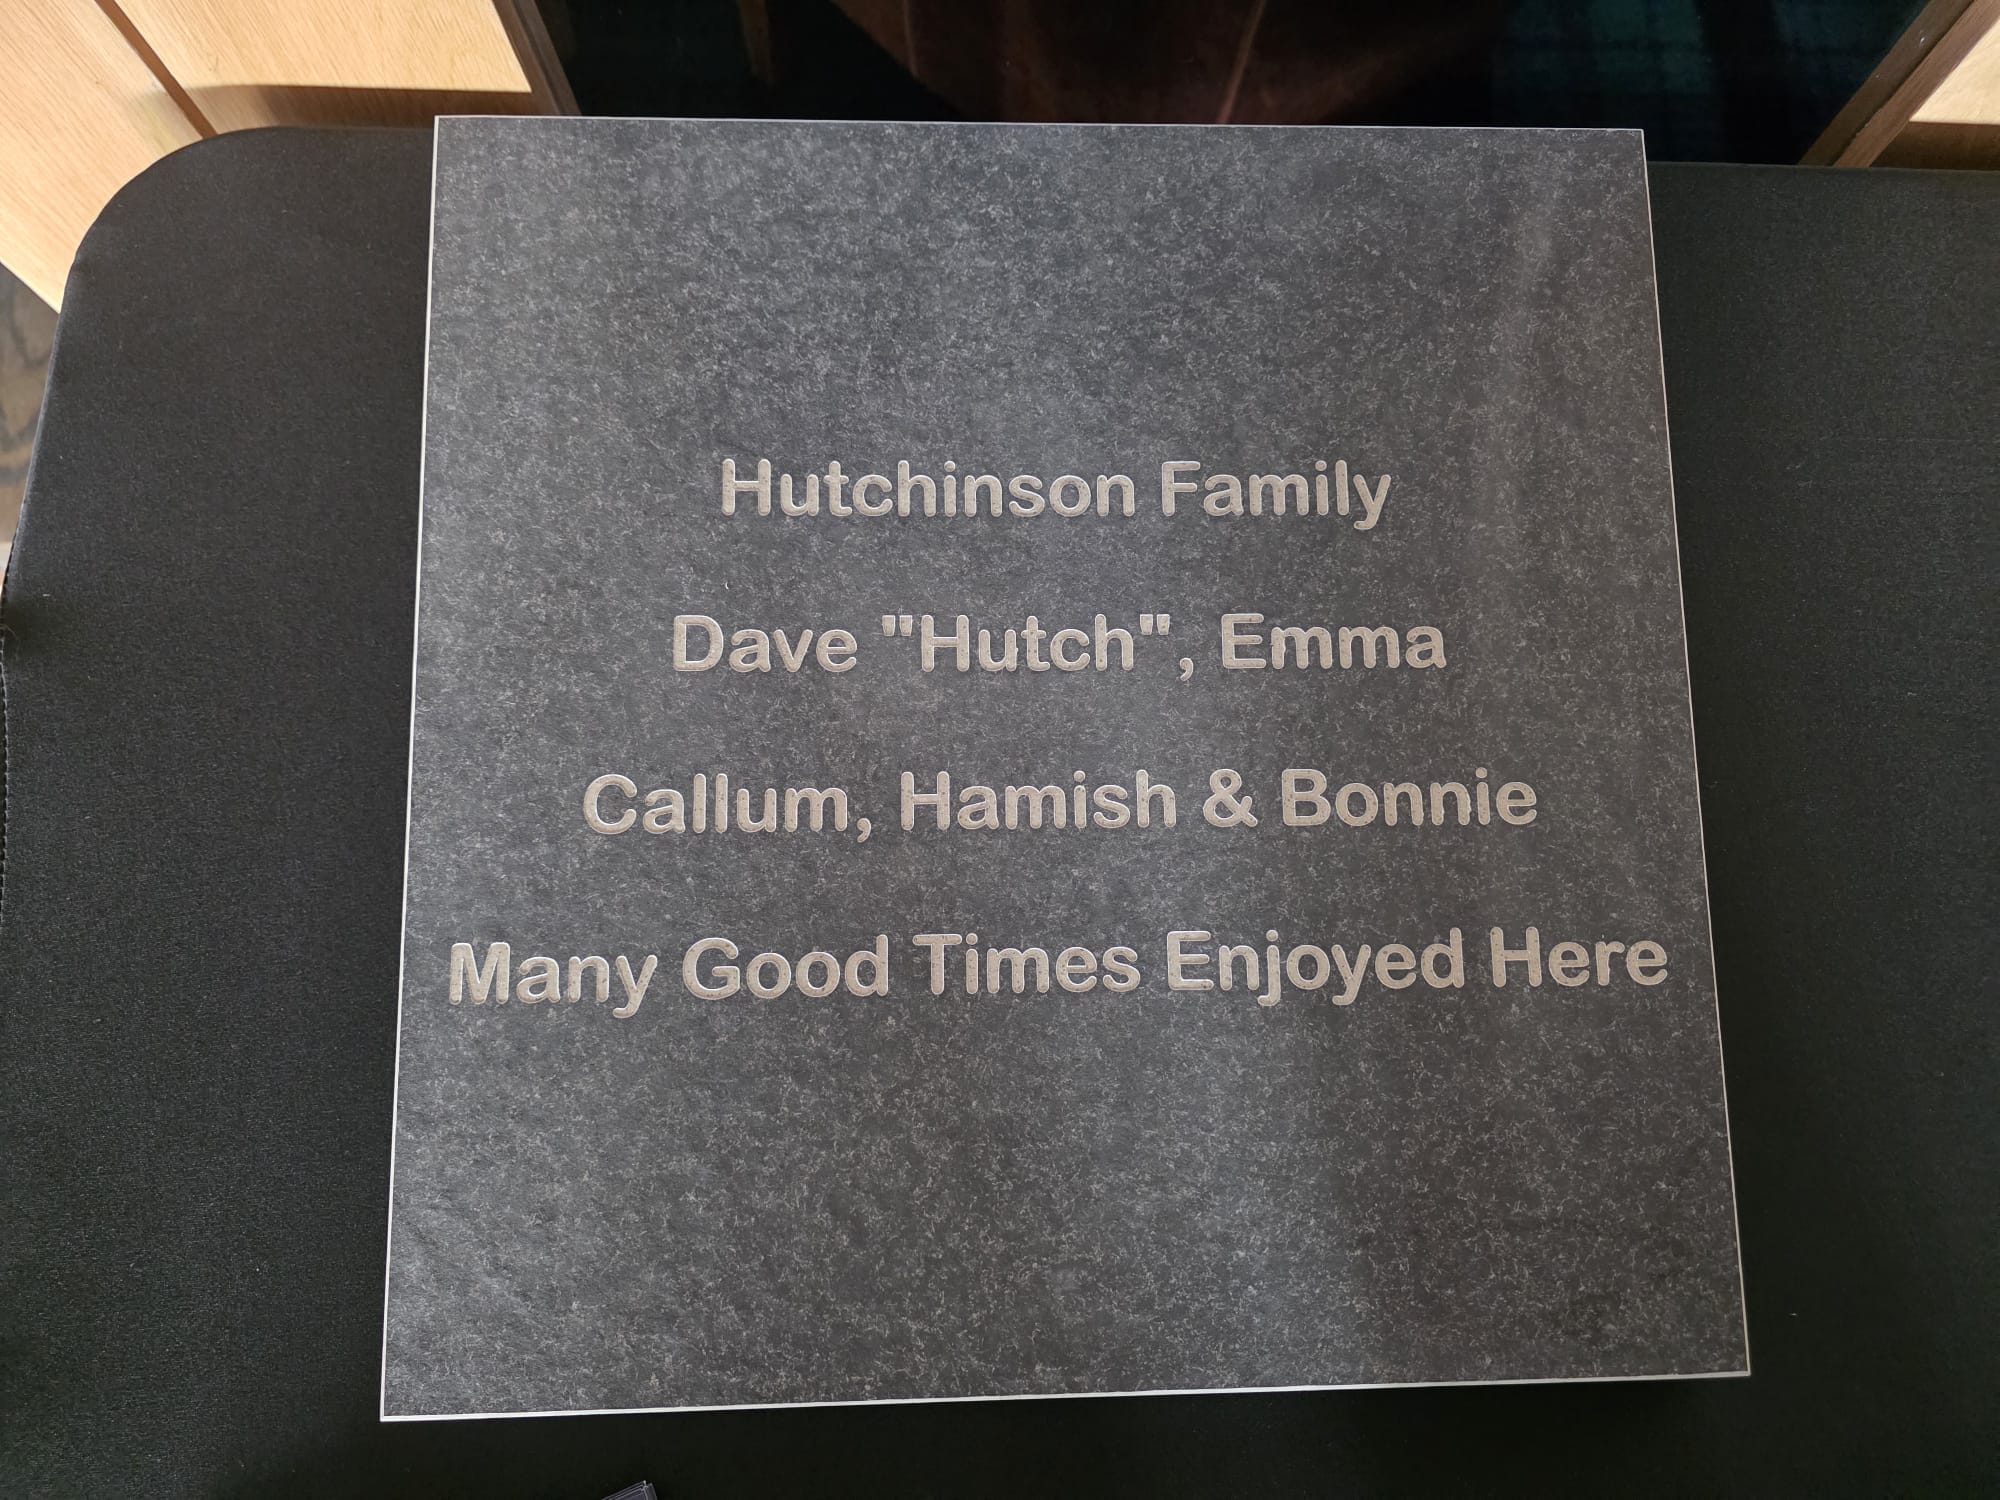 Hutchinson Family
Dave "Hutch", Emma
Callum, Hamish & Bonnie
Many Good Times Enjoyed Here